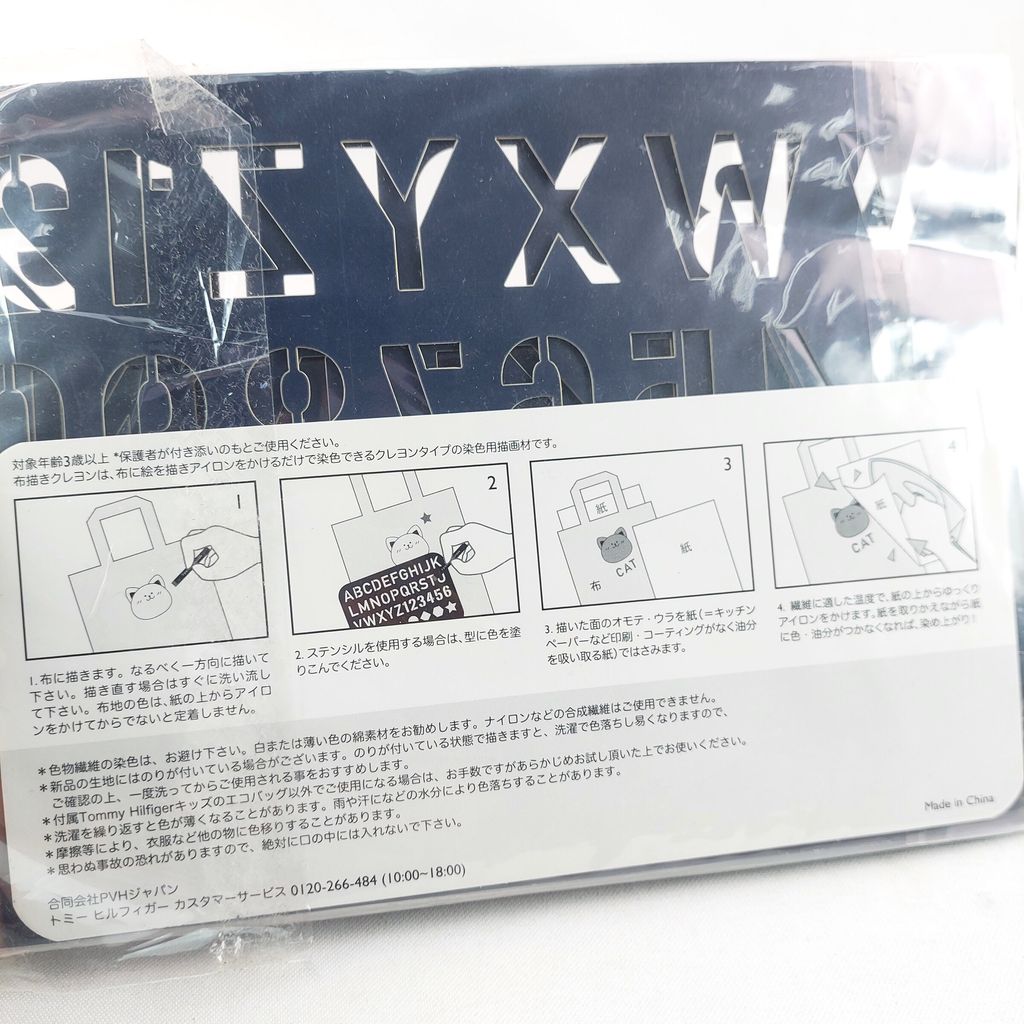 Z Y X W V
対象年齢3歳以上 *保護者が付き添いのもとご使用ください。
布描きクレヨンは、布に絵を描きアイロンをかけるだけで染色できるクレヨンタイプの染色用描画材です。
1
2
ABCDEFGHIJK
LMNOPQRSTJ
VWXYZ123456
3
紙
紙
布
CAT
4
紙
CAT
1. 布に描きます。なるべく一方向に描いて
下さい。描き直す場合はすぐに洗い流し
て下さい。布地の色は、紙の上からアイロ
ンをかけてからでないと定着しません。
2. ステンシルを使用する場合は、型に色を塗
りこんでください。
3. 描いた面のオモテ・ウラを紙(=キッチン
ペーパーなど印刷・コーティングがなく油分
を吸い取る紙)ではさみます。
4. 繊維に適した温度で、紙の上からゆっくり
アイロンをかけます。紙を取りかえながら紙
に色・油分がつかなくなれば、染め上がり!
*色物繊維の染色は、お避け下さい。白または薄い色の綿素材をお勧めします。ナイロンなどの合成繊維はご使用できません。
*新品の生地にはのりが付いている場合がございます。のりが付いている状態で描きますと、洗濯で色落ちし易くなりますので、
ご確認の上、一度洗ってからご使用される事をおすすめします。
*付属Tommy Hilfigerキッズのエコバッグ以外でご使用になる場合は、お手数ですがあらかじめお試し頂いた上でお使いください。
*洗濯を繰り返すと色が薄くなることがあります。雨や汗になどの水分により色落ちすることがあります。
*摩擦等により、衣服など他の物に色移りすることがあります。
*思わぬ事故の恐れがありますので、絶対に口の中には入れないで下さい。
Made in China
合同会社PVHジャパン
トミー ヒルフィガー カスタマーサービス 0120-266-484 (10:00~18:00)